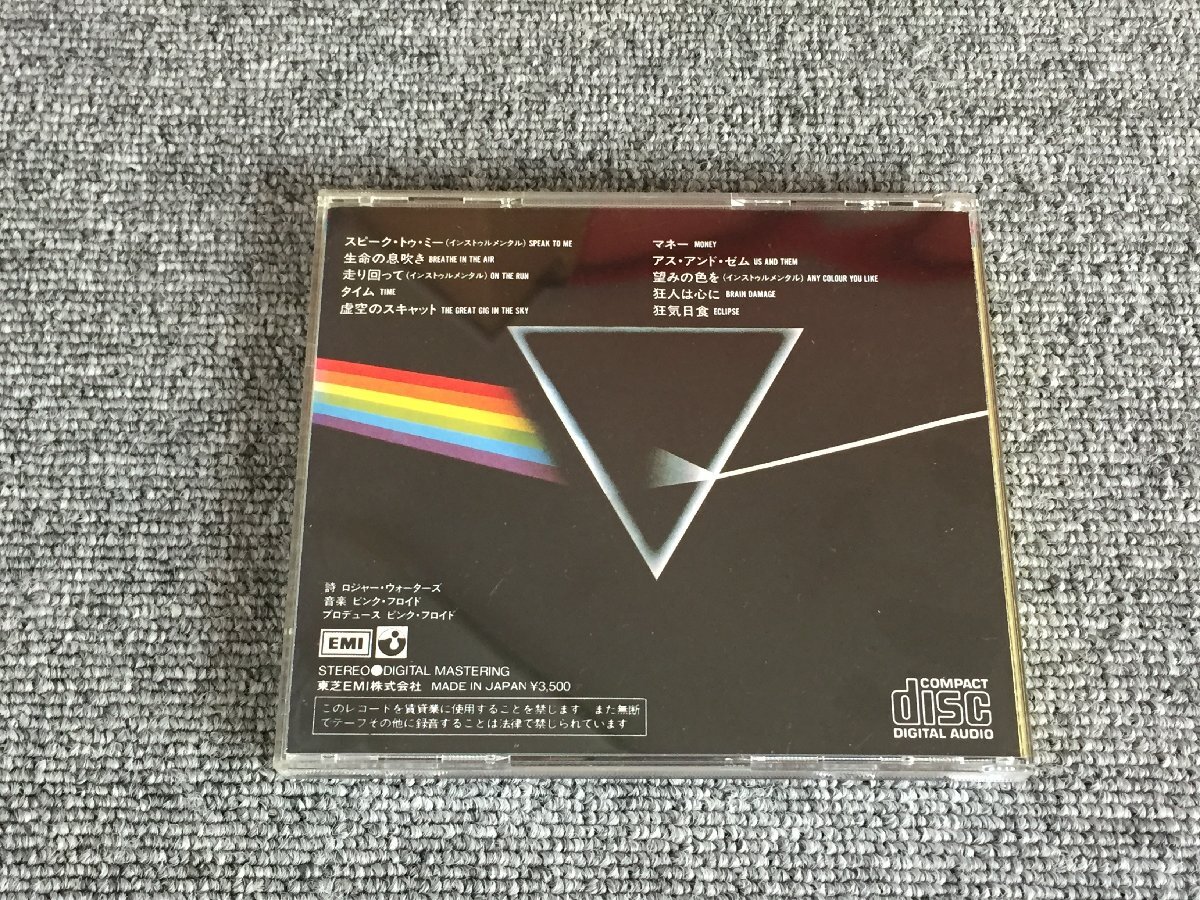 スピーク・トゥ・ミー (インストゥルメンタル) SPEAK TO ME
生命の息吹き BREATHE IN THE AIR
走り回って (インストゥルメンタル) ON THE RUN
タイム TIME
虚空のスキャット THE GREAT GIG IN THE SKY
マネー MONEY
アス・アンド・ゼム US AND THEM
望みの色を (インストゥルメンタル) ANY COLOUR YOU LIKE
狂人は心に BRAIN DAMAGE
狂気日食 ECLIPSE
詩 ロジャー・ウォーターズ
音楽 ピンク・フロイド
プロデュース ピンク・フロイド
EMI
STEREO●DIGITAL MASTERING
東芝EMI株式会社 MADE IN JAPAN ¥3,500
このレコードを賃貸業に使用することを禁じます また無断
てテープその他に録音することは法律で禁じられています
COMPACT
disc
DIGITAL AUDIO